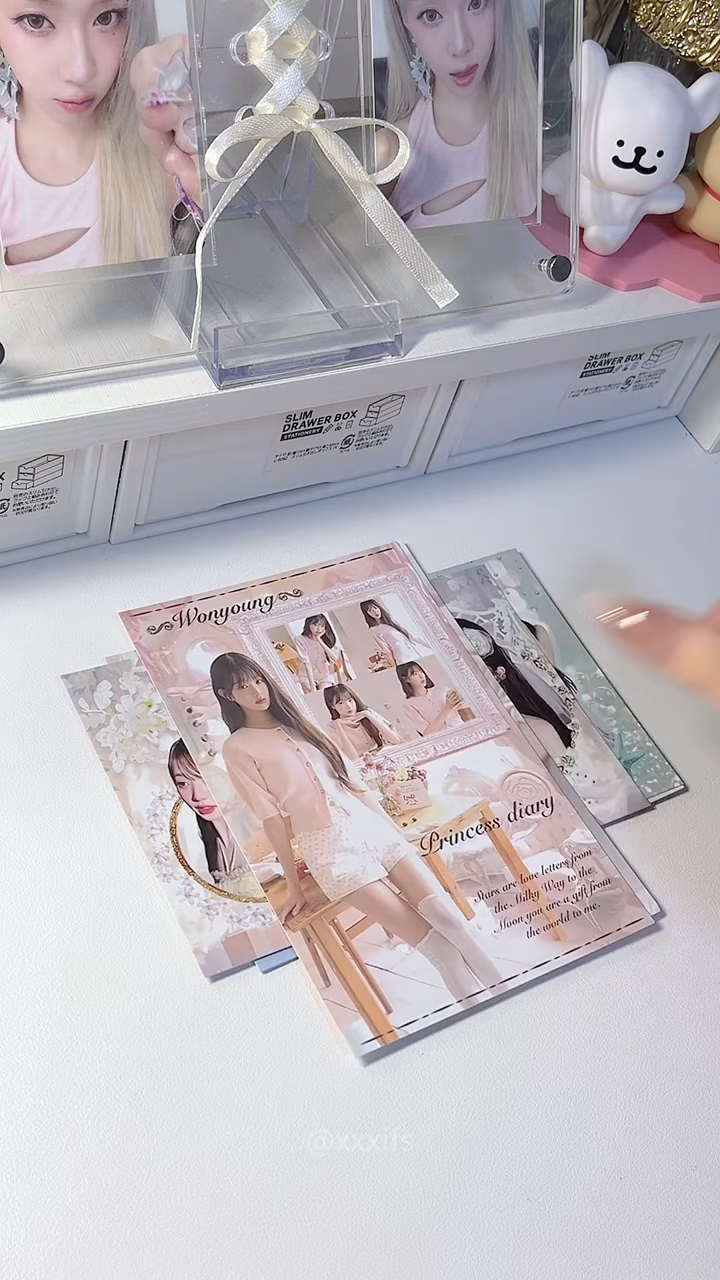 SLIM
DRAWER BOX
SLIM
DRAWER BOX
STATIONERY
Wonyoung
Princess diary
Stars are love letters from
the Milky Way to the
Moon you are a gift from
the world to me.
@xxxifs